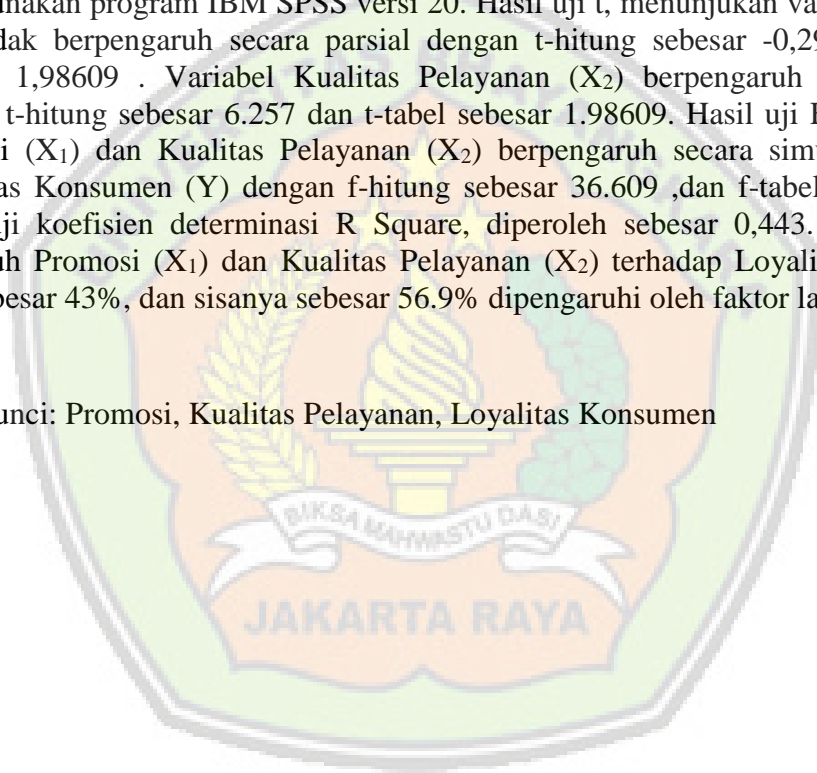 unakan program IBM SPSS versi 20. Hasil uji t, menunjukan va
dak berpengaruh secara parsial dengan t-hitung sebesar -0,29
1,98609 . Variabel Kualitas Pelayanan (X₂) berpengaruh
t-hitung sebesar 6.257 dan t-tabel sebesar 1.98609. Hasil uji
i (X₁) dan Kualitas Pelayanan (X₂) berpengaruh secara sim
as Konsumen (Y) dengan f-hitung sebesar 36.609 ,dan f-tabel
ji koefisien determinasi R Square, diperoleh sebesar 0,443.
uh Promosi (X₁) dan Kualitas Pelayanan (X₂) terhadap Loyali
besar 43%, dan sisanya sebesar 56.9% dipengaruhi oleh faktor la
unci: Promosi, Kualitas Pelayanan, Loyalitas Konsumen
BIKSA MAHWASTU DASI
JAKARTA RAYA